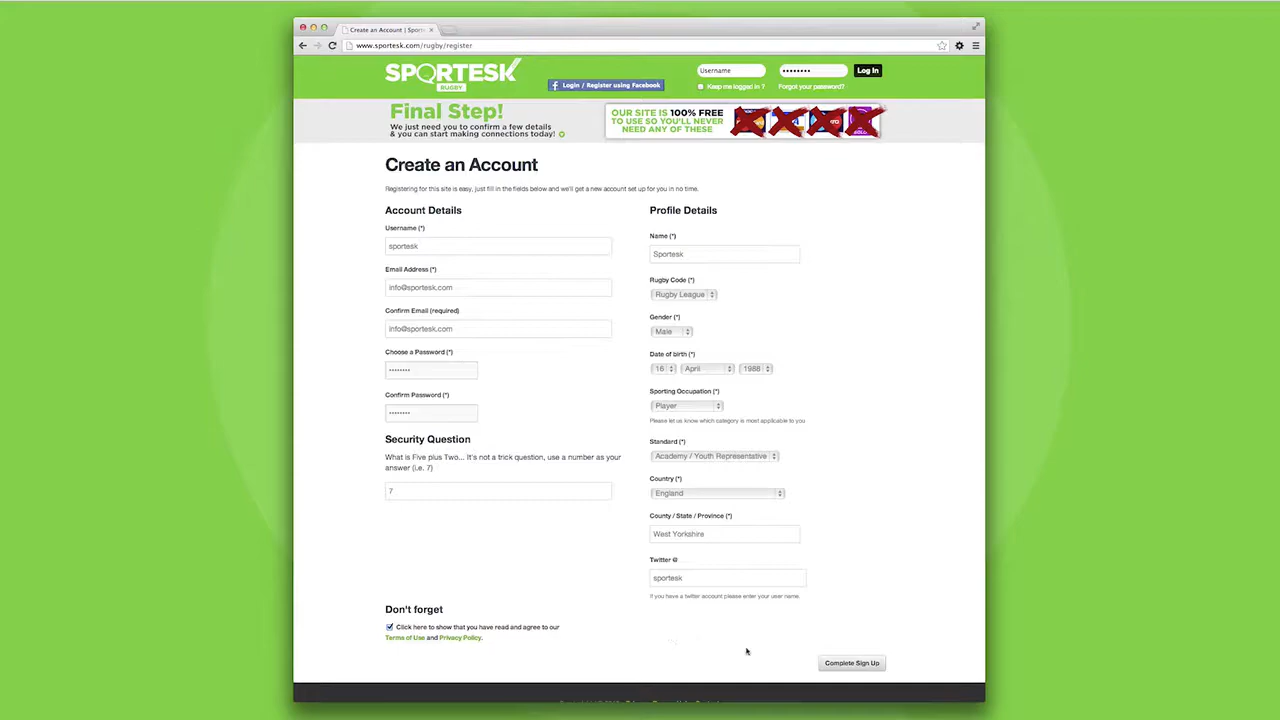 Create an Account | Sports
www.sportesk.com/rugby/register
SPORTESK
RUGBY
Login / Register using Facebook
Username
••••••••
Log In
Keep me logged in ?
Forgot your password?
Final Step!
We just need you to confirm a few details
& you can start making connections today!
OUR SITE IS 100% FREE
TO USE SO YOU'LL NEVER
NEED ANY OF THESE
Create an Account
Registering for this site is easy, just fill in the fields below and we'll get a new account set up for you in no time.
Account Details
Username (*)
sportesk
Email Address (*)
info@sportesk.com
Confirm Email (required)
info@sportesk.com
Choose a Password (*)
••••••••
Confirm Password (*)
••••••••
Security Question
What is Five plus Two... It's not a trick question, use a number as your
answer (i.e. 7)
7
Don't forget
Click here to show that you have read and agree to our
Terms of Use and Privacy Policy.
Profile Details
Name (*)
Sportesk
Rugby Code (*)
Rugby League
Gender (*)
Male
Date of birth (*)
16 April 1988
Sporting Occupation (*)
Player
Please let us know which category is most applicable to you
Standard (*)
Academy / Youth Representative
Country (*)
England
County / State / Province (*)
West Yorkshire
Twitter @
sportesk
If you have a twitter account please enter your user name.
Complete Sign Up